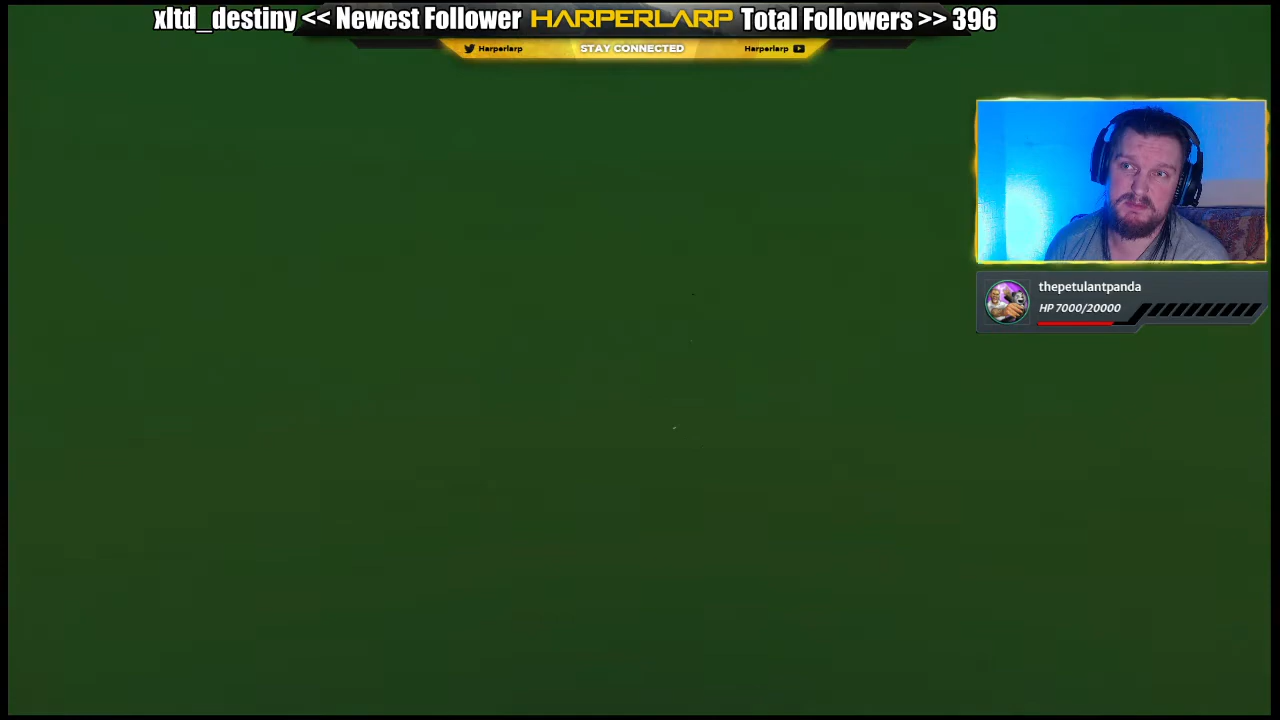 xltd_destiny << Newest Follower HARPERLARP Total Followers >> 396
Harperlarp STAY CONNECTED Harperlarp
thepetulantpanda
HP 7000/20000